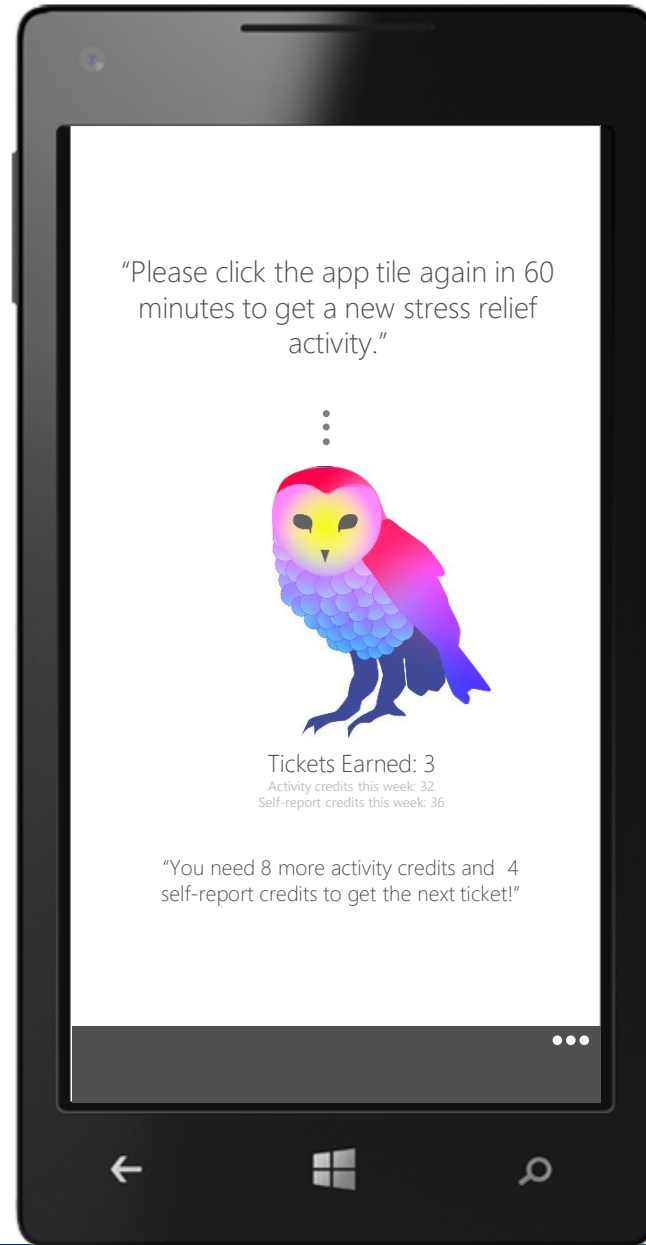 “Please click the app tile again in 60
minutes to get a new stress relief
activity.”
Tickets Earned: 3
Activity credits this week: 32
Self-report credits this week: 36
“You need 8 more activity credits and  4
self-report credits to get the next ticket!”